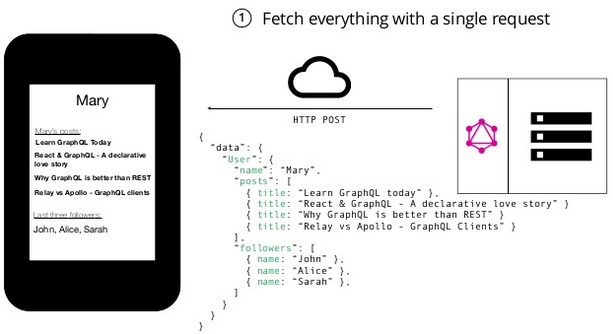 1 Fetch everything with a single request
Mary
Mary's posts:
Learn GraphQL Today
React & GraphQL - A declarative
love story
Why GraphQL is better than REST
Relay vs Apollo - GraphQL clients
Last three followers:
John, Alice, Sarah
HTTP POST
{
"data": {
"User": {
"name": "Mary",
"posts": [
{ title: "Learn GraphQL today" },
{ title: "React & GraphQL - A declarative love story" }
{ title: "Why GraphQL is better than REST" }
{ title: "Relay vs Apollo - GraphQL Clients" }
],
"followers": [
{ name: "John" },
{ name: "Alice" },
{ name: "Sarah" },
]
}
}
}